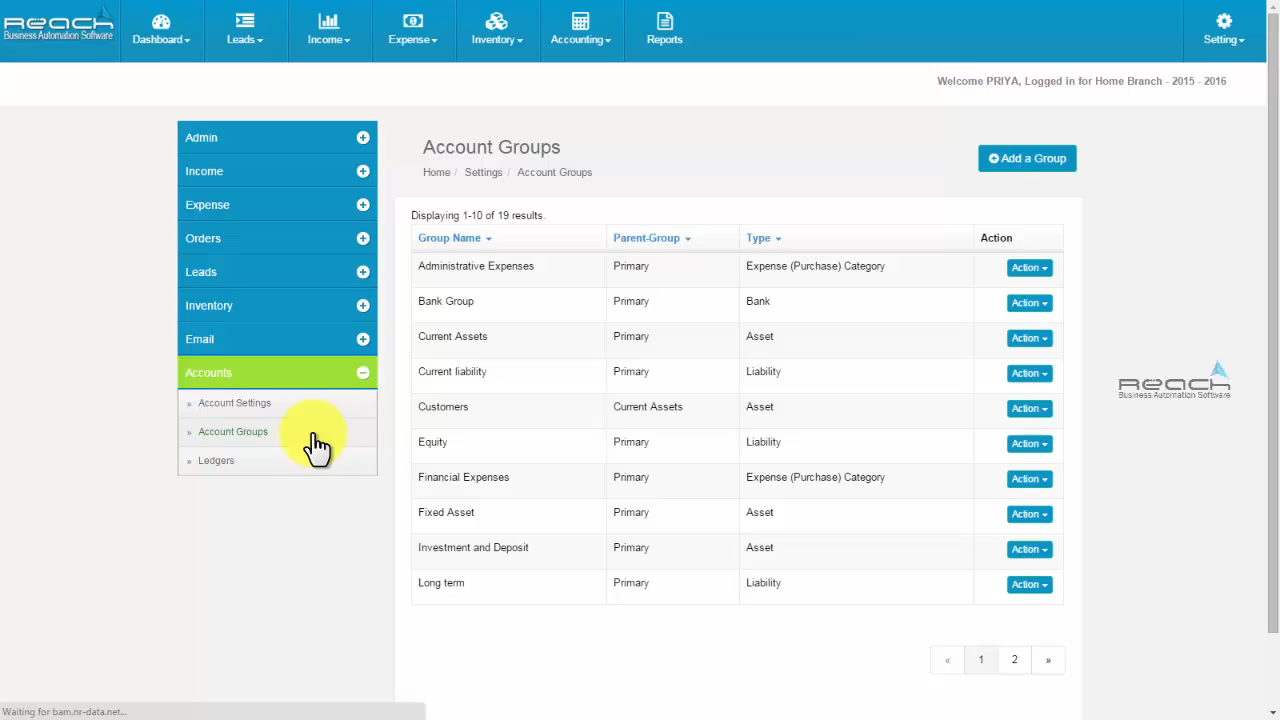 Reach
Business Automation Software
Dashboard
Leads
Income
Expense
Inventory
Accounting
Reports
Setting
Welcome PRIYA, Logged in for Home Branch - 2015 - 2016
Admin
Income
Expense
Orders
Leads
Inventory
Email
Accounts
» Account Settings
» Account Groups
» Ledgers
Account Groups
Home / Settings / Account Groups
Add a Group
Displaying 1-10 of 19 results.
Group Name Parent-Group Type Action
Administrative Expenses Primary Expense (Purchase) Category Action
Bank Group Primary Bank Action
Current Assets Primary Asset Action
Current liability Primary Liability Action
Customers Current Assets Asset Action
Equity Primary Liability Action
Financial Expenses Primary Expense (Purchase) Category Action
Fixed Asset Primary Asset Action
Investment and Deposit Primary Asset Action
Long term Primary Liability Action
« 1 2 »
Reach
Business Automation Software
Waiting for bam.nr-data.net...